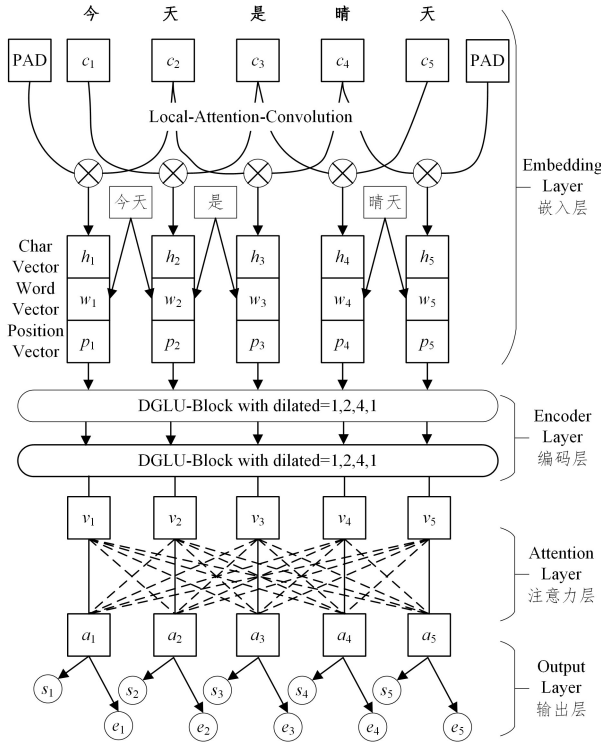 今 天 是 晴 天
PAD c1 c2 c3 c4 c5 PAD
Local-Attention-Convolution
Embedding
Layer
嵌入层
今天 是 晴天
Char
Vector
h1 h2 h3 h4 h5
Word
Vector
w1 w2 w3 w4 w5
Position
Vector
p1 p2 p3 p4 p5
DGLU-Block with dilated=1,2,4,1
DGLU-Block with dilated=1,2,4,1
Encoder
Layer
编码层
v1 v2 v3 v4 v5
Attention
Layer
注意力层
a1 a2 a3 a4 a5
s1 s2 s3 s4 s5
e1 e2 e3 e4 e5
Output
Layer
输出层